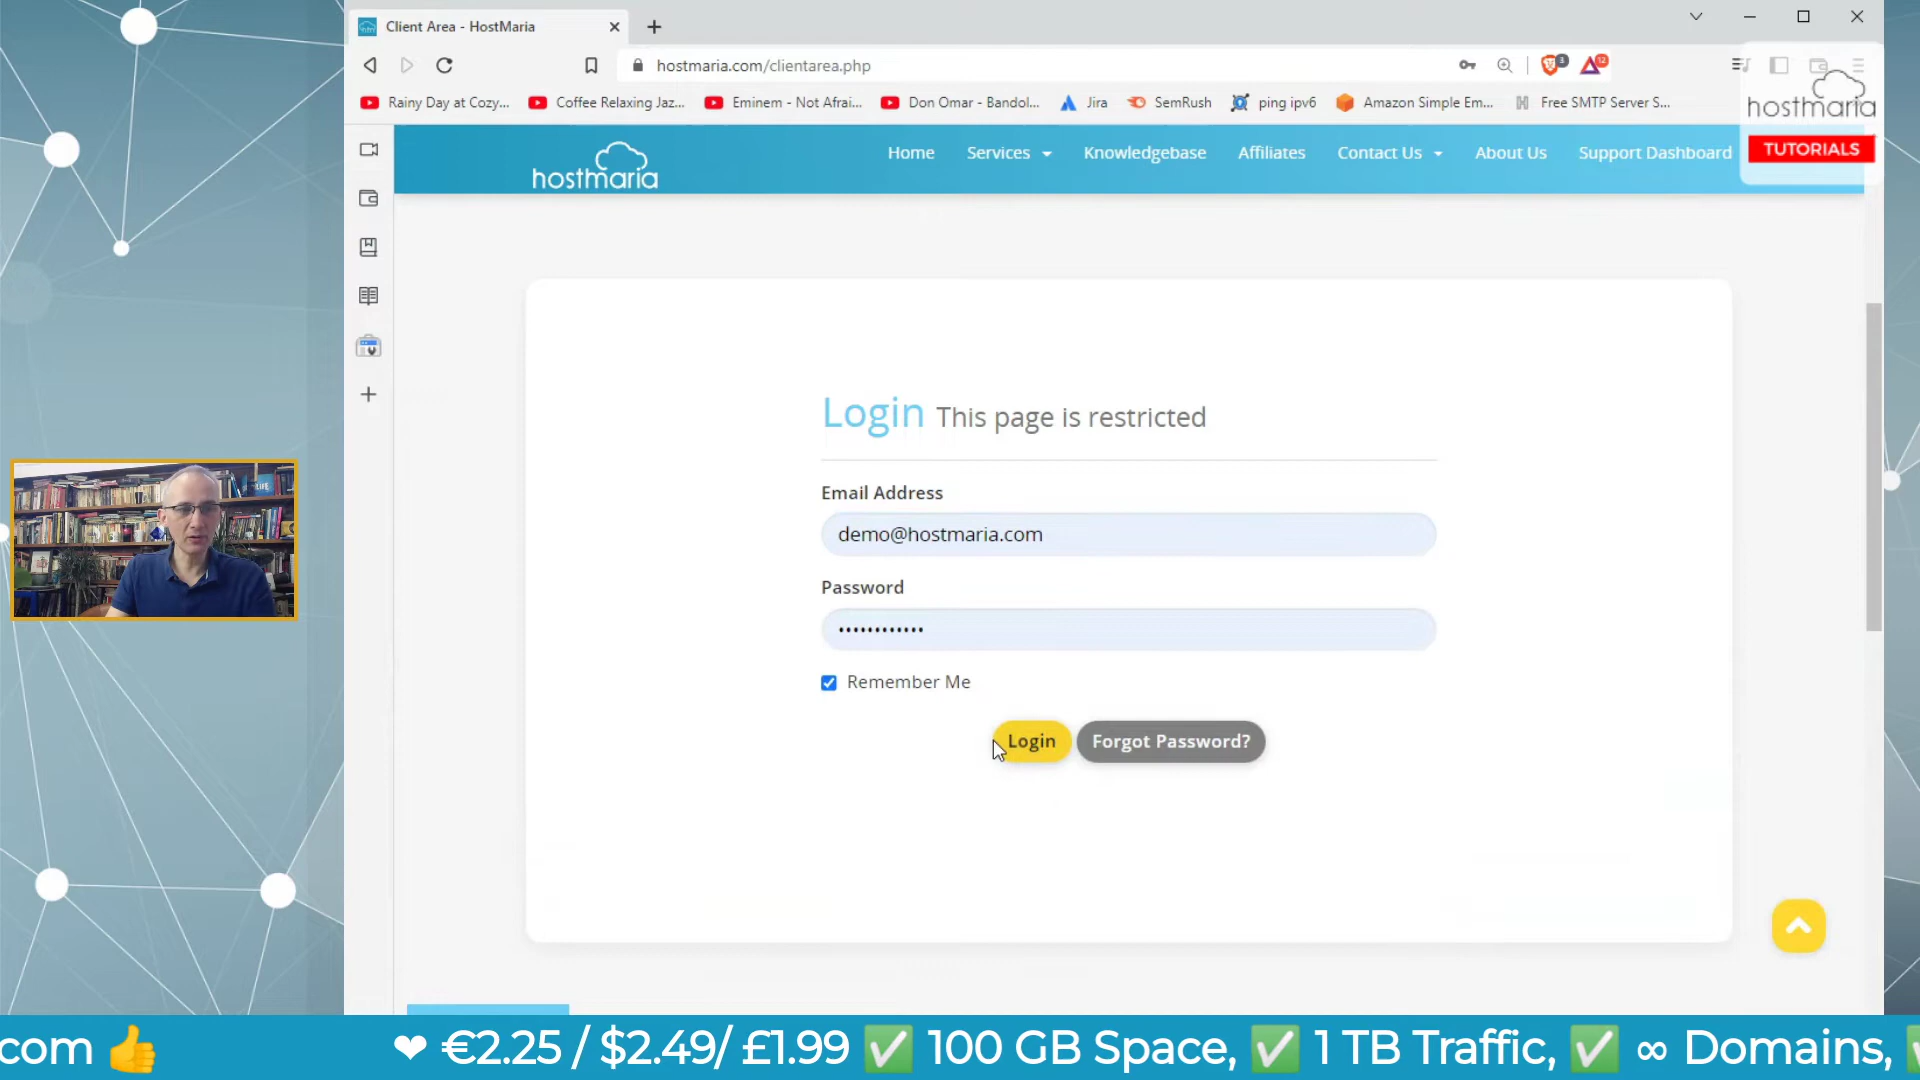 Client Area - HostMaria
hostmaria.com/clientarea.php
3
12
Rainy Day at Cozy...
Coffee Relaxing Jaz...
Eminem - Not Afrai...
Don Omar - Bandol...
Jira
SemRush
ping ipv6
Amazon Simple Em...
Free SMTP Server S...
hostmaria
TUTORIALS
hostmaria
Home
Services
Knowledgebase
Affiliates
Contact Us
About Us
Support Dashboard
Login This page is restricted
Email Address
demo@hostmaria.com
Password
••••••••••••
Remember Me
Login
Forgot Password?
com 👍 ❤ €2.25 / $2.49/ £1.99 ✅ 100 GB Space, ✅ 1 TB Traffic, ✅ ∞ Domains,